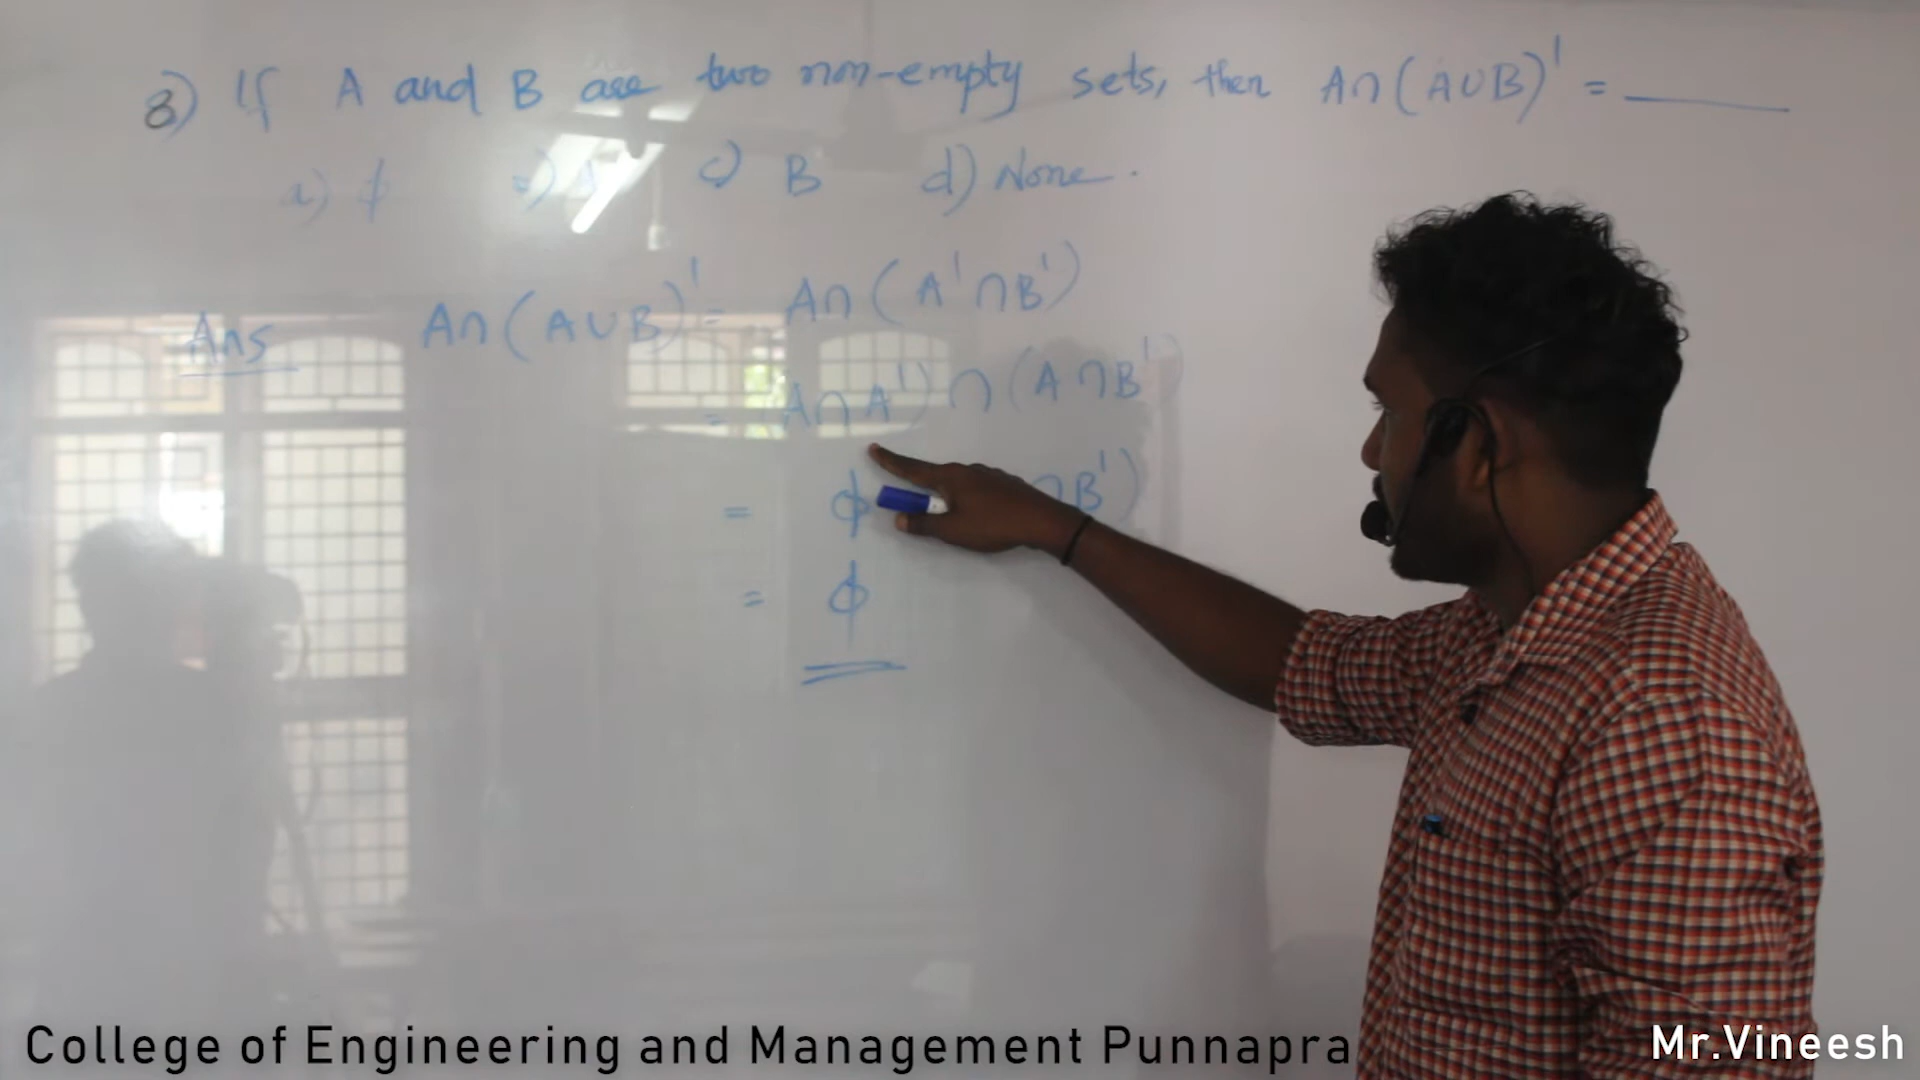 8) If A and B are two non-empty sets, then A∩(A∪B)' = ______
a) ϕ c) B d) None.
Ans A∩(A∪B)' = A∩(A'∩B')
= A∩A')∩(A∩B')
= ϕ ∩B')
= ϕ
College of Engineering and Management Punnapra
Mr.Vineesh